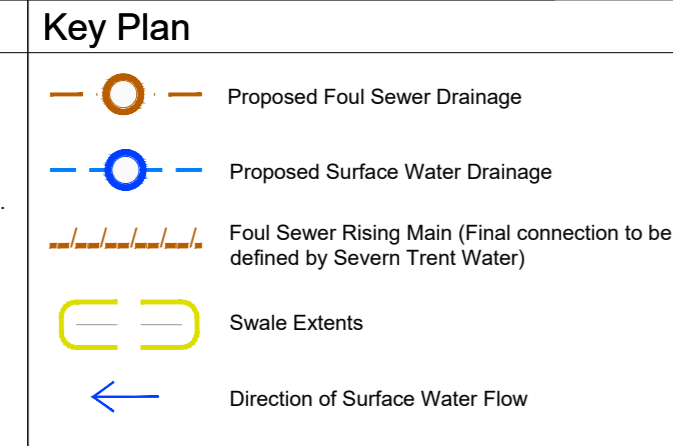 Key Plan
Proposed Foul Sewer Drainage
Proposed Surface Water Drainage
Foul Sewer Rising Main (Final connection to be
defined by Severn Trent Water)
Swale Extents
Direction of Surface Water Flow